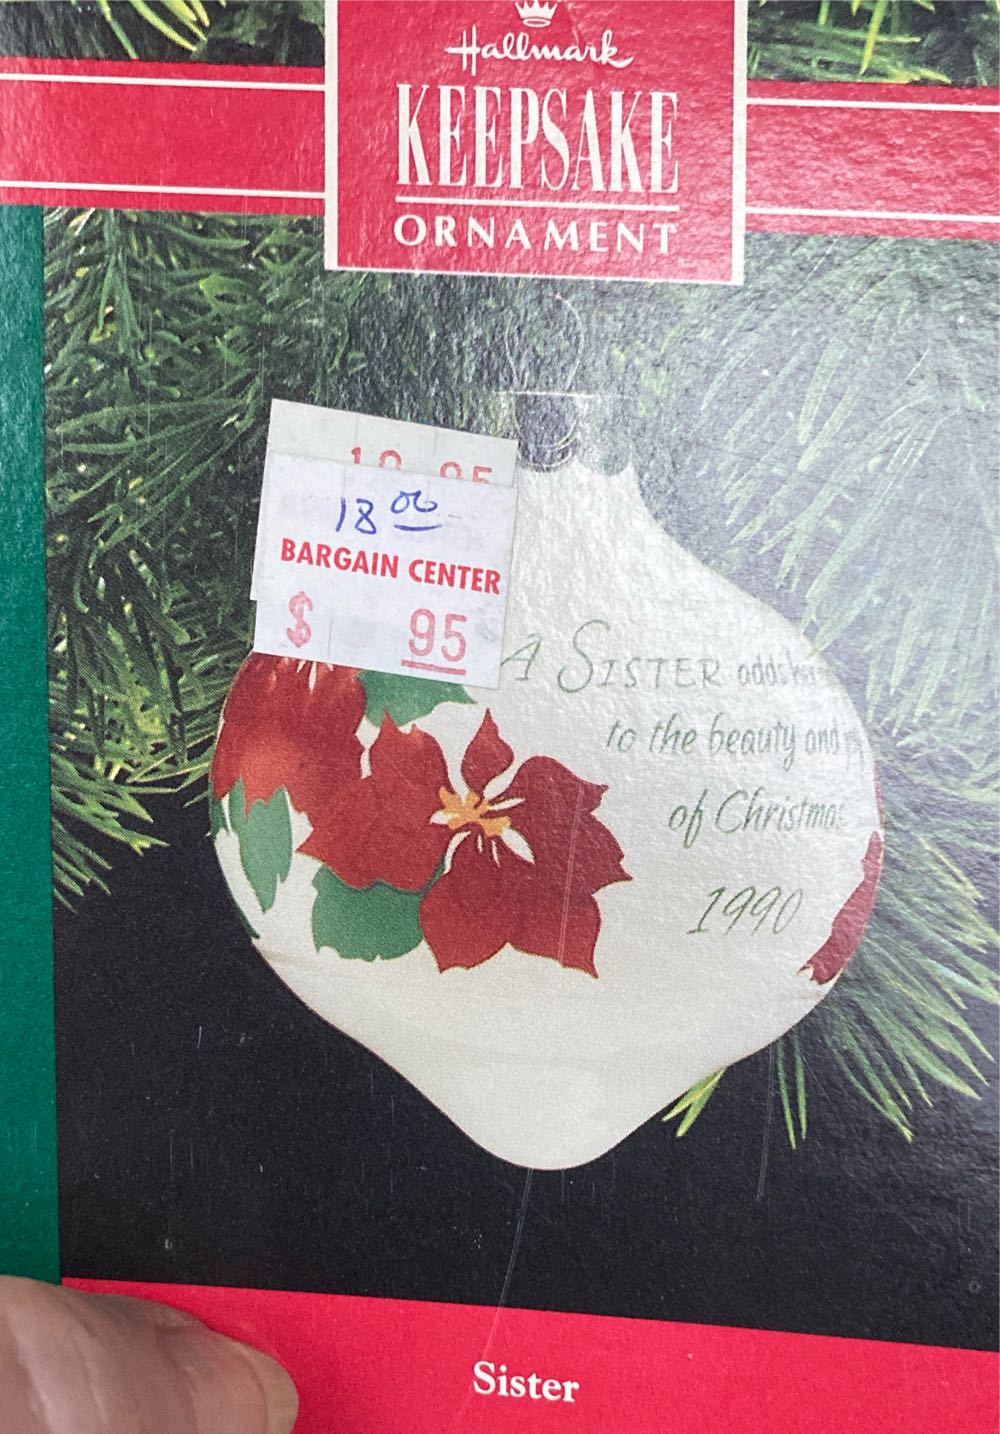 Hallmark
KEEPSAKE
ORNAMENT
18 00
BARGAIN CENTER
$ 95
A SISTER adds
to the beauty and
of Christmas
1990
Sister